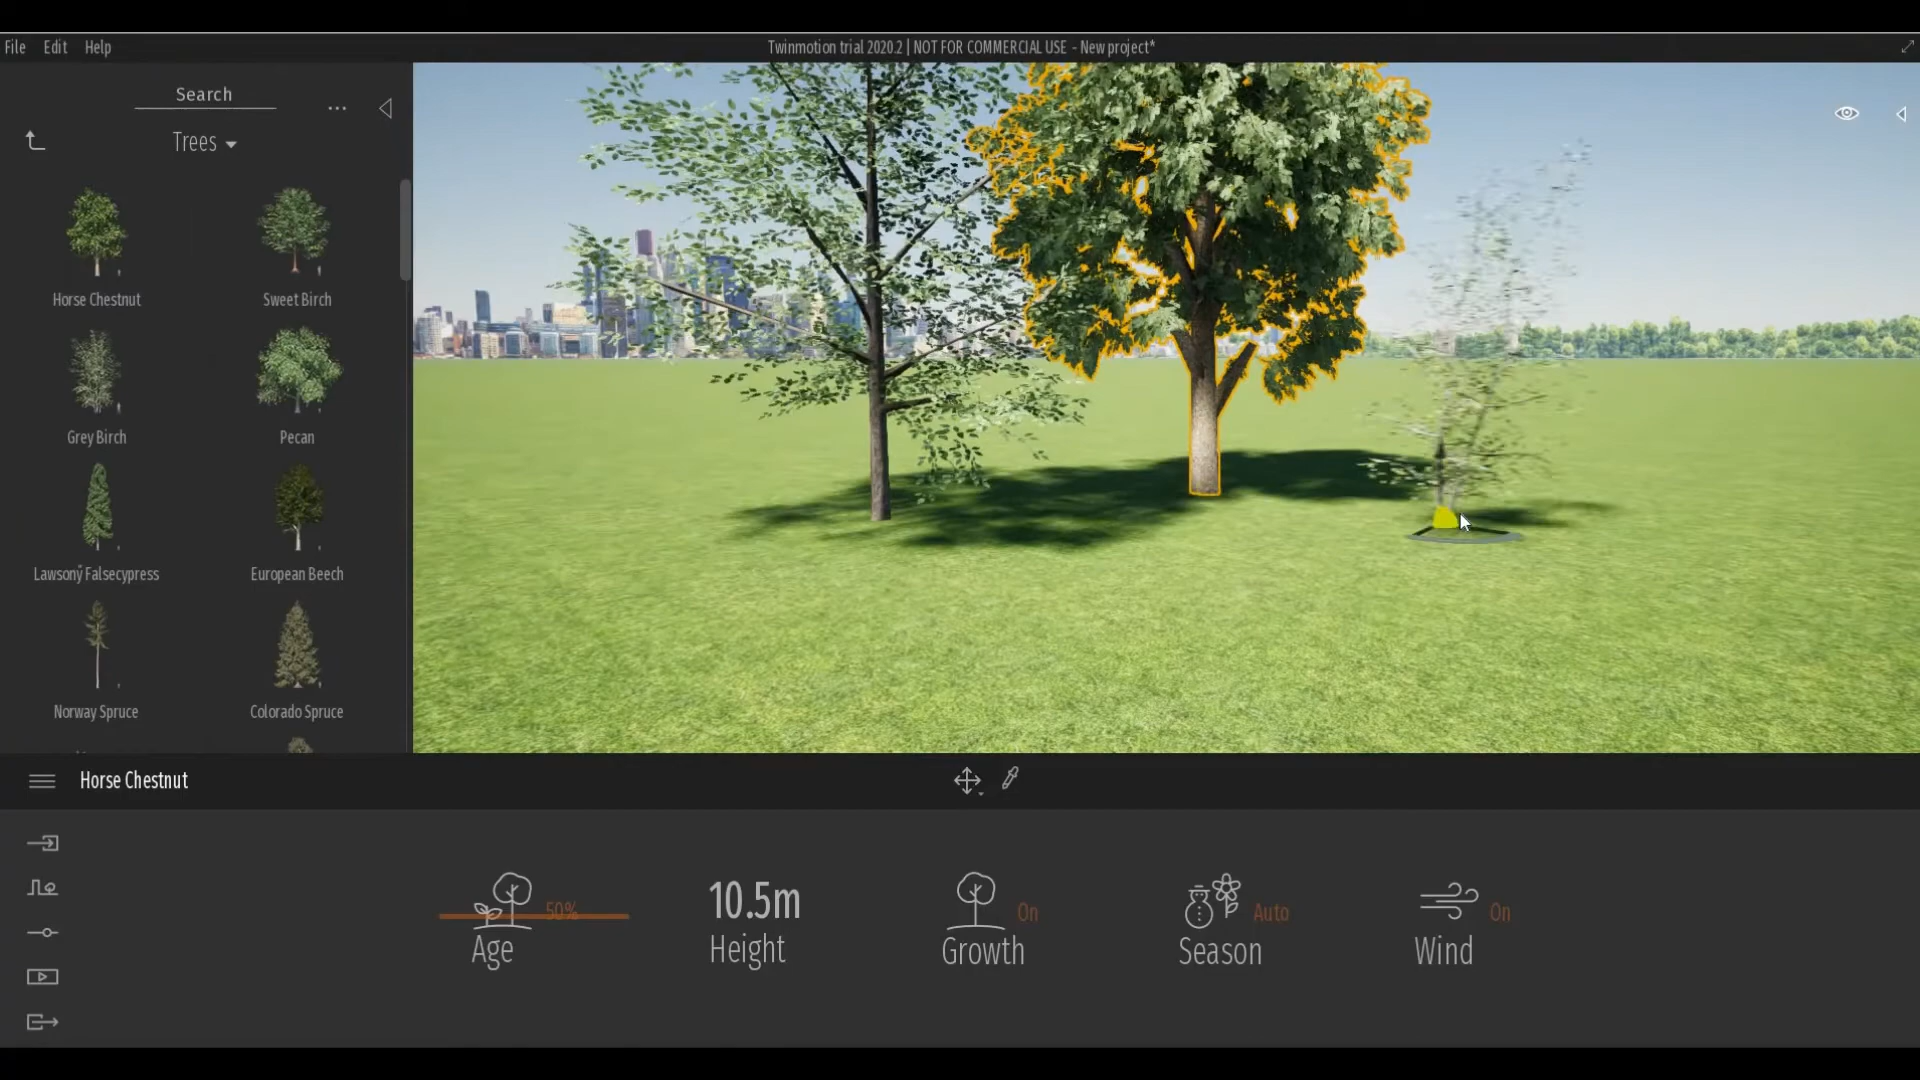 File Edit Help
Twinmotion trial 2020.2 | NOT FOR COMMERCIAL USE - New project*
Search
...
Trees
Horse Chestnut
Sweet Birch
Grey Birch
Pecan
Lawsony Falsecypress
European Beech
Norway Spruce
Colorado Spruce
Horse Chestnut
50%
Age
10.5m
Height
On
Growth
Auto
Season
On
Wind